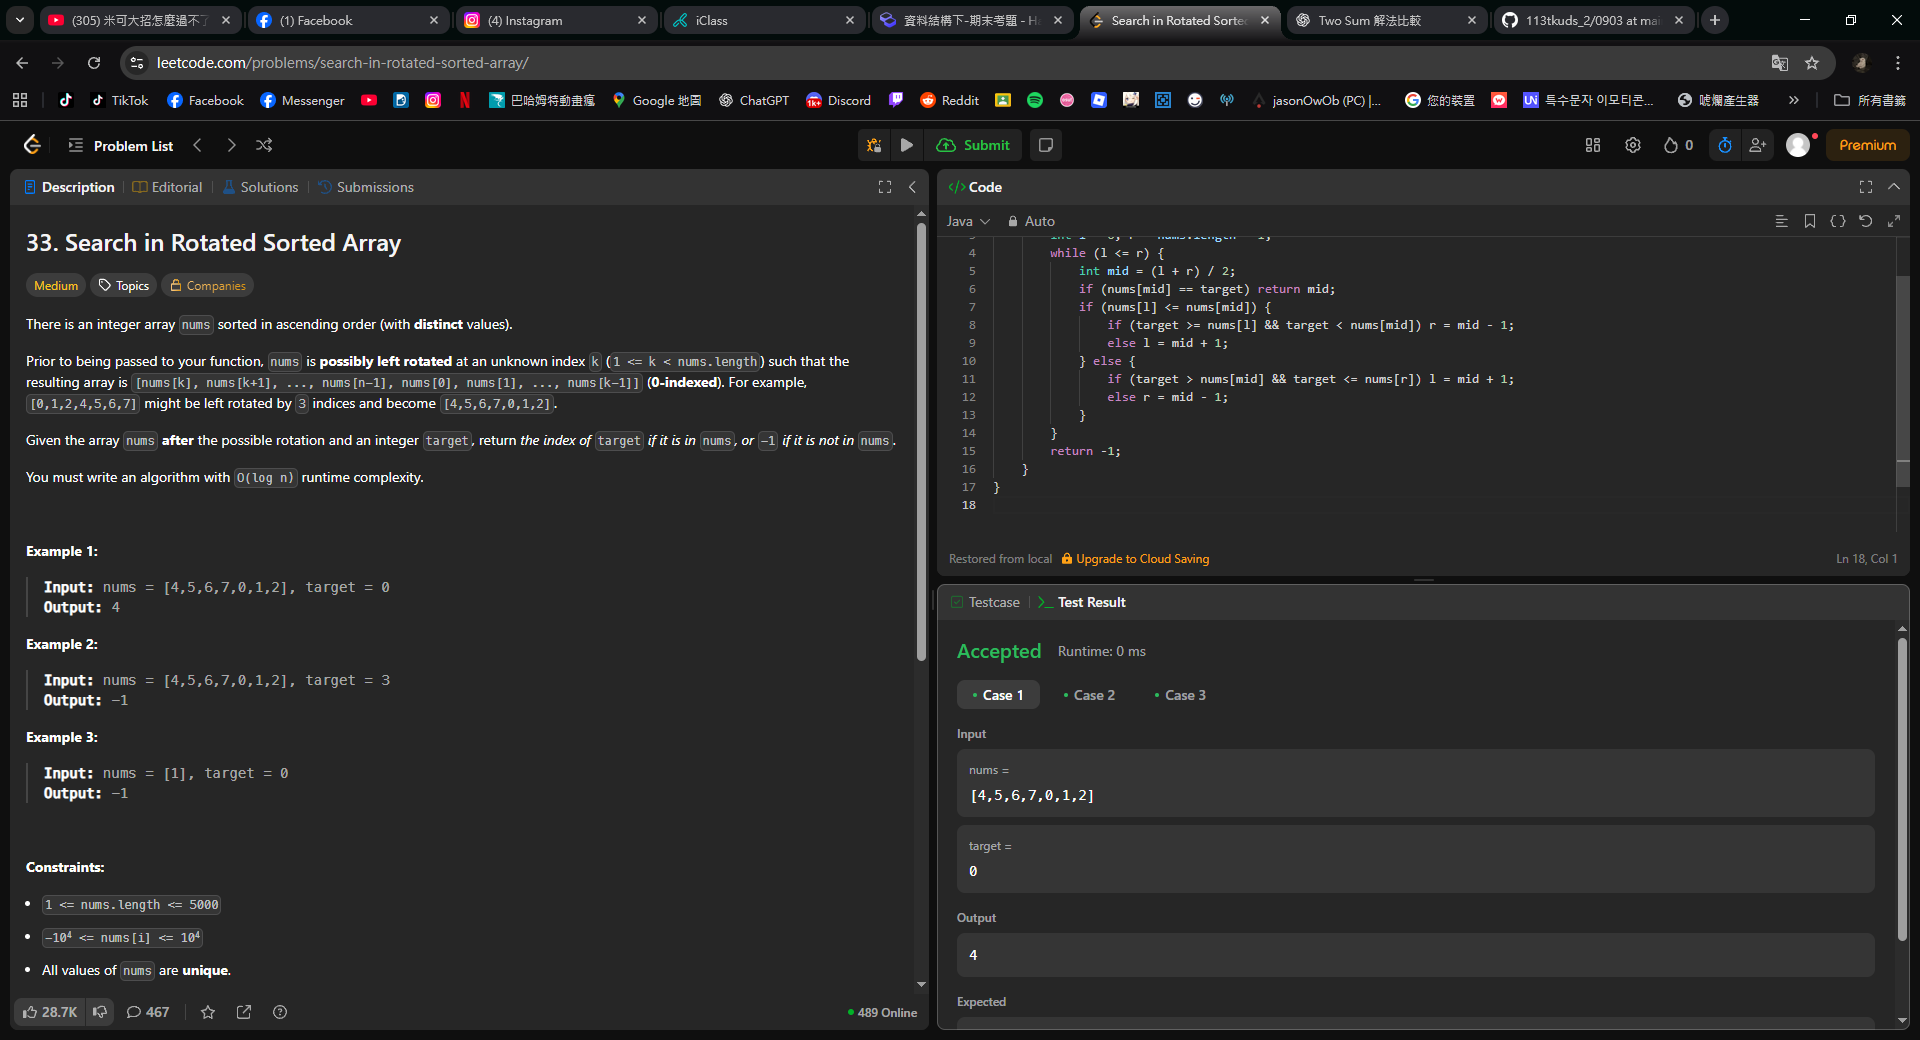 (305) 米可大招怎麼過不了
(1) Facebook
(4) Instagram
iClass
資料結構下-期末考題 - H
Search in Rotated Sorte
Two Sum 解法比較
113tkuds_2/0903 at mai
leetcode.com/problems/search-in-rotated-sorted-array/
TikTok
Facebook
Messenger
巴哈姆特動畫瘋
Google 地圖
ChatGPT
Discord
Reddit
jasonOwOb (PC) |...
您的裝置
특수문자 이모티콘...
唬爛產生器
所有書籤
Problem List
Submit
0
Premium
Description
Editorial
Solutions
Submissions
33. Search in Rotated Sorted Array
Medium
Topics
Companies
There is an integer array nums sorted in ascending order (with distinct values).
Prior to being passed to your function, nums is possibly left rotated at an unknown index k (1 <= k < nums.length) such that the
resulting array is [nums[k], nums[k+1], ..., nums[n-1], nums[0], nums[1], ..., nums[k-1]] (0-indexed). For example,
[0,1,2,4,5,6,7] might be left rotated by 3 indices and become [4,5,6,7,0,1,2].
Given the array nums after the possible rotation and an integer target, return the index of target if it is in nums, or -1 if it is not in nums.
You must write an algorithm with O(log n) runtime complexity.
Example 1:
Input: nums = [4,5,6,7,0,1,2], target = 0
Output: 4
Example 2:
Input: nums = [4,5,6,7,0,1,2], target = 3
Output: -1
Example 3:
Input: nums = [1], target = 0
Output: -1
Constraints:
1 <= nums.length <= 5000
-10⁴ <= nums[i] <= 10⁴
All values of nums are unique.
28.7K
467
489 Online
</> Code
Java
Auto
4 while (l <= r) {
5 int mid = (l + r) / 2;
6 if (nums[mid] == target) return mid;
7 if (nums[l] <= nums[mid]) {
8 if (target >= nums[l] && target < nums[mid]) r = mid - 1;
9 else l = mid + 1;
10 } else {
11 if (target > nums[mid] && target <= nums[r]) l = mid + 1;
12 else r = mid - 1;
13 }
14 }
15 return -1;
16 }
17 }
18
Restored from local
Upgrade to Cloud Saving
Ln 18, Col 1
Testcase
Test Result
Accepted
Runtime: 0 ms
Case 1
Case 2
Case 3
Input
nums =
[4,5,6,7,0,1,2]
target =
0
Output
4
Expected